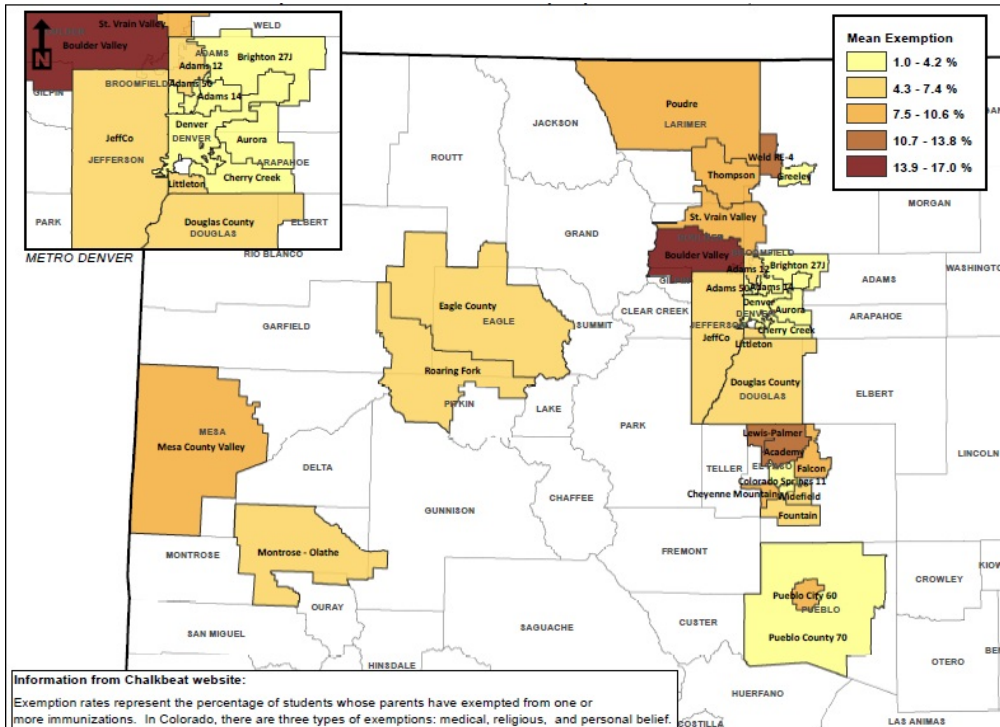 St. Vrain Valley
WELD
Boulder Valley
ADAMS
Brighton 27J
Adams 12
N
BROOMFIELD
Adams 50
GILPIN
Adams 14
Denver
JeffCo
DENVER
Aurora
JEFFERSON
ARAPAHOE
Littleton
Cherry Creek
PARK
Douglas County
ELBERT
DOUGLAS
METRO DENVER
RIO BLANCO
Mean Exemption
1.0 - 4.2 %
4.3 - 7.4 %
7.5 - 10.6 %
10.7 - 13.8 %
13.9 - 17.0 %
Poudre
JACKSON
LARIMER
ROUTT
Weld RE-4
Thompson
Greeley
MORGAN
St. Vrain Valley
GRAND
Boulder Valley
BROOMFIELD
Adams 12
Brighton 27J
WASHINGTO
Adams 50
Adams 14
ADAMS
Eagle County
Denver
EAGLE
CLEAR CREEK
DENVER
Aurora
ARAPAHOE
GARFIELD
SUMMIT
JEFFERSON
Cherry Creek
JeffCo
Littleton
Roaring Fork
Douglas County
ELBERT
DOUGLAS
PITKIN
LAKE
PARK
MESA
Lewis-Palmer
Mesa County Valley
Academy
LINCOLN
DELTA
TELLER
EL PASO
Falcon
Colorado Springs 11
CHAFFEE
Cheyenne Mountain
Widefield
GUNNISON
Fountain
MONTROSE
Montrose - Olathe
FREMONT
CROWLEY
KIOW
Pueblo City 60
OURAY
PUEBLO
SAN MIGUEL
SAGUACHE
CUSTER
Pueblo County 70
OTERO
HINSDALE
HUERFANO
COSTILLA
LAS ANIMAS
Information from Chalkbeat website:
Exemption rates represent the percentage of students whose parents have exempted from one or
more immunizations. In Colorado, there are three types of exemptions: medical, religious, and personal belief.